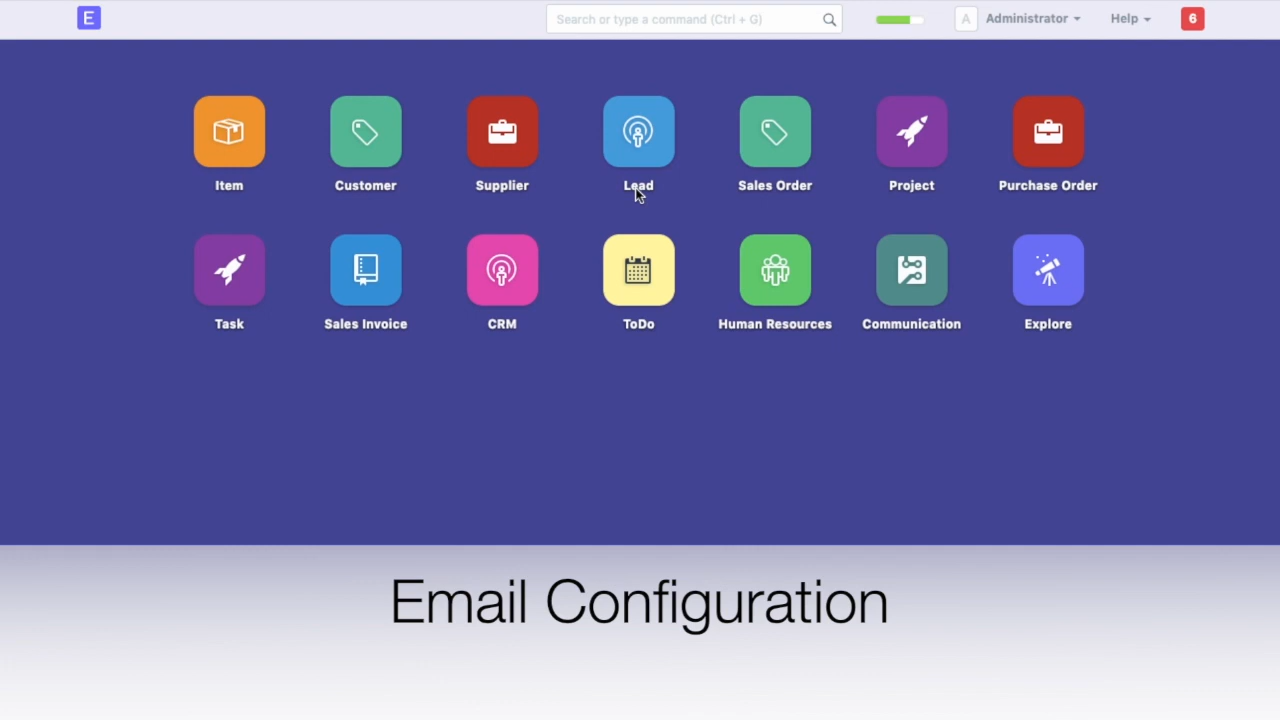 E
Search or type a command (Ctrl + G)
A Administrator
Help
6
Item Customer Supplier Lead Sales Order Project Purchase Order
Task Sales Invoice CRM ToDo Human Resources Communication Explore
Email Configuration